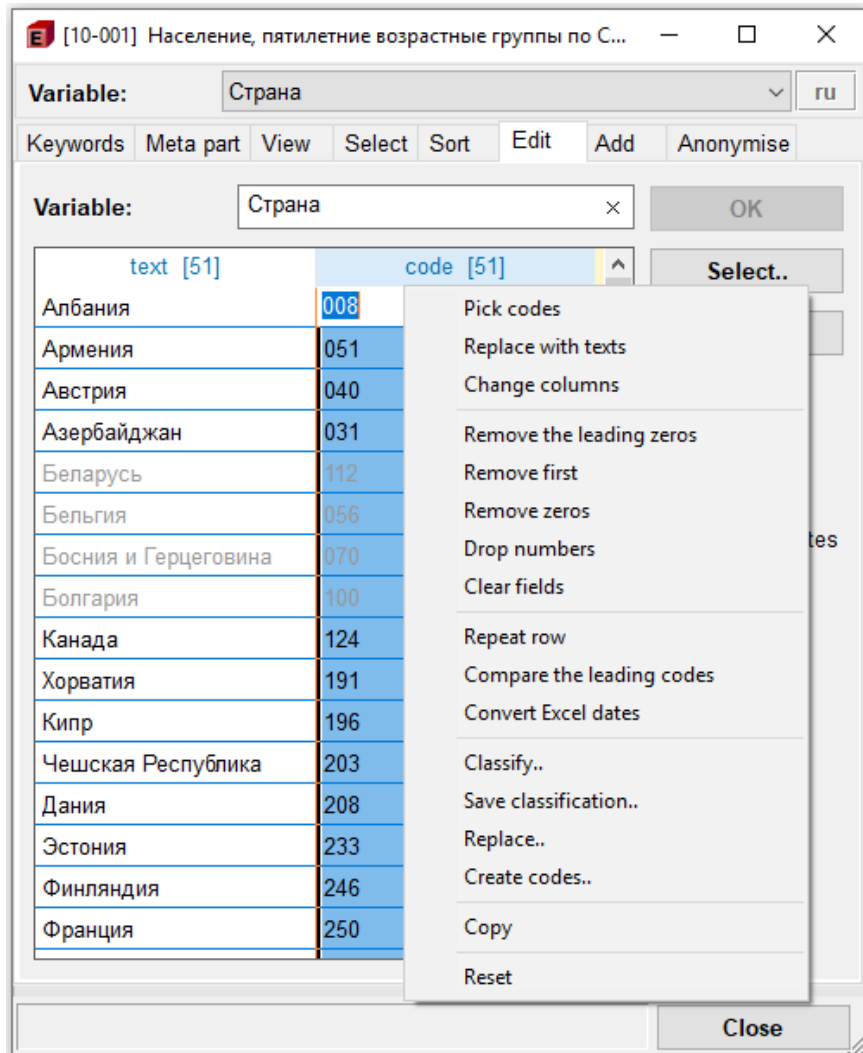 E [10-001] Население, пятилетние возрастные группы по С...
Variable: Страна ru
Keywords Meta part View Select Sort Edit Add Anonymise
Variable: Страна OK
text [51] code [51] Select..
Албания 008
Армения 051
Австрия 040
Азербайджан 031
Беларусь 112
Бельгия 056
Босния и Герцеговина 070
Болгария 100
Канада 124
Хорватия 191
Кипр 196
Чешская Республика 203
Дания 208
Эстония 233
Финляндия 246
Франция 250
Pick codes
Replace with texts
Change columns
Remove the leading zeros
Remove first
Remove zeros
Drop numbers
Clear fields
Repeat row
Compare the leading codes
Convert Excel dates
Classify..
Save classification..
Replace..
Create codes..
Copy
Reset
tes
Close